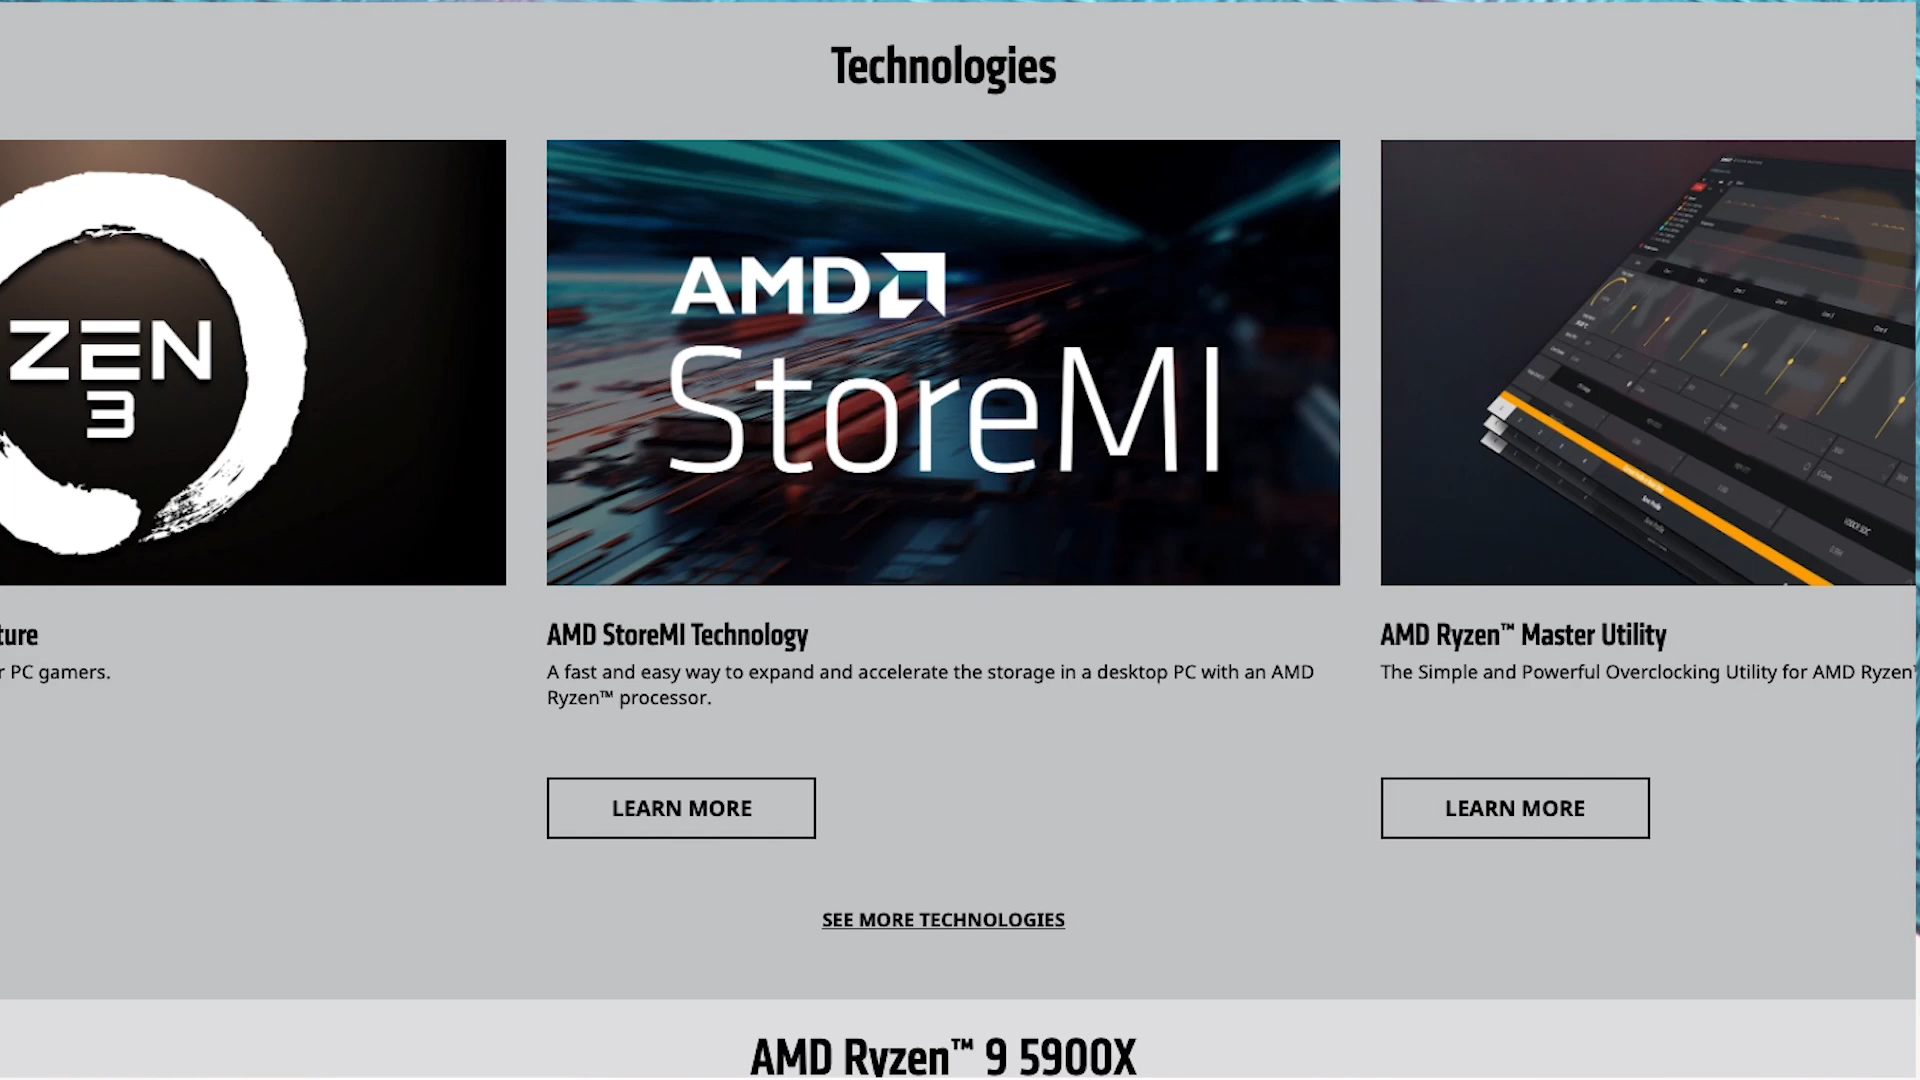 Technologies
ZEN
3
AMD
StoreMI
ture
r PC gamers.
AMD StoreMI Technology
A fast and easy way to expand and accelerate the storage in a desktop PC with an AMD
Ryzen™ processor.
AMD Ryzen™ Master Utility
The Simple and Powerful Overclocking Utility for AMD Ryzen™
LEARN MORE
LEARN MORE
SEE MORE TECHNOLOGIES
AMD Ryzen™ 9 5900X